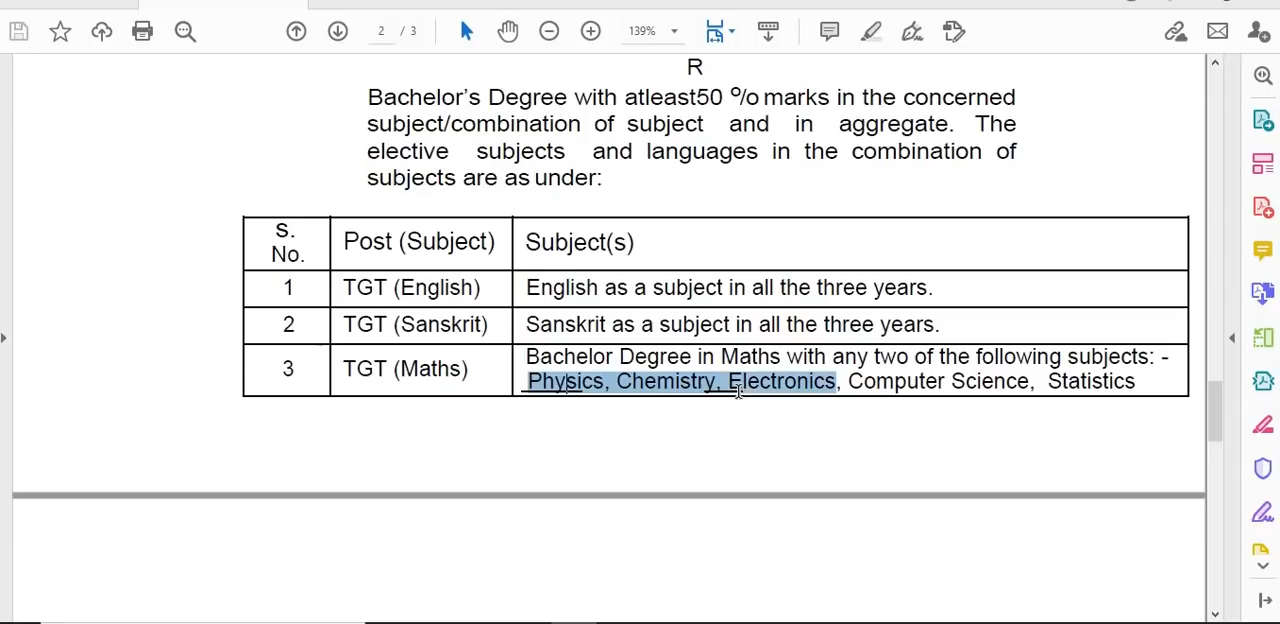 2 / 3
139%
R
Bachelor's Degree with atleast50 % marks in the concerned
subject/combination of subject and in aggregate. The
elective subjects and languages in the combination of
subjects are as under:
s. No. Post (Subject) Subject(s)
1 TGT (English) English as a subject in all the three years.
2 TGT (Sanskrit) Sanskrit as a subject in all the three years.
3 TGT (Maths) Bachelor Degree in Maths with any two of the following subjects: -
Physics, Chemistry, Electronics, Computer Science, Statistics